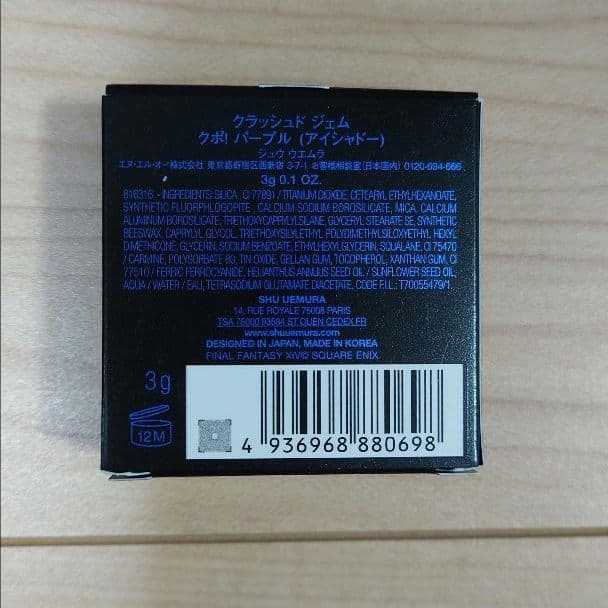 クラッシュド ジェム
クポ! パープル (アイシャドー)
シュウ ウエムラ
エヌ・エル・オー株式会社 東京都新宿区西新宿 3-7-1 お客様相談室(日本国内) 0120-694-666
3g 0.1 OZ.
816316 - INGREDIENTS: SILICA, CI 77891 / TITANIUM DIOXIDE, CETEARYL ETHYLHEXANOATE,
SYNTHETIC FLUORPHLOGOPITE, CALCIUM SODIUM BOROSILICATE, MICA, CALCIUM
ALUMINUM BOROSILICATE, TRIETHOXYCAPRYLYLSILANE, GLYCERYL STEARATE SE, SYNTHETIC
BEESWAX, CAPRYLYL GLYCOL, TRIETHOXYSILYLETHYL POLYDIMETHYLSILOXYETHYL HEXYL
DIMETHICONE, GLYCERIN, SODIUM BENZOATE, ETHYLHEXYLGLYCERIN, SQUALANE, CI 75470
/ CARMINE, POLYSORBATE 80, TIN OXIDE, GELLAN GUM, TOCOPHEROL, XANTHAN GUM, CI
77510 / FERRIC FERROCYANIDE, HELIANTHUS ANNUUS SEED OIL / SUNFLOWER SEED OIL,
AQUA / WATER / EAU, TETRASODIUM GLUTAMATE DIACETATE, CODE F.I.L.: T70055479/1.
SHU UEMURA
14, RUE ROYALE 75008 PARIS
TSA 75000 93584 ST OUEN CEDEX FR
www.shuuemura.com
DESIGNED IN JAPAN, MADE IN KOREA
FINAL FANTASY XIV© SQUARE ENIX
3 g
12M
4 936968 880698